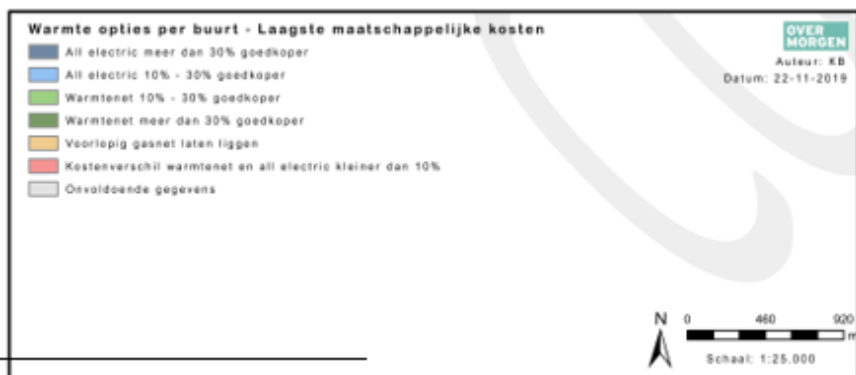 Warmte opties per buurt - Laagste maatschappelijke kosten
All electric meer dan 30% goedkoper
All electric 10% - 30% goedkoper
Warmtenet 10% - 30% goedkoper
Warmtenet meer dan 30% goedkoper
Voorlopig gasnet laten liggen
Kostenverschil warmtenet en all electric kleiner dan 10%
Onvoldoende gegevens
OVER
MORGEN
Auteur: KB
Datum: 22-11-2019
N
0 460 920
m
Schaal: 1:25.000